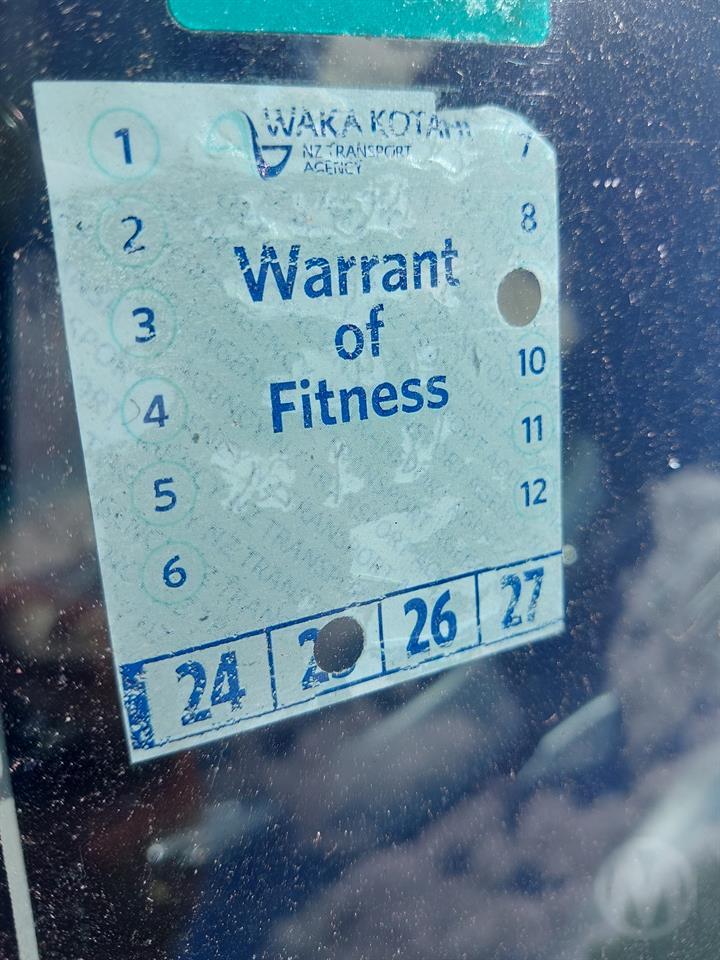 WAKA KOTAHI
NZ TRANSPORT
AGENCY
Warrant
of
Fitness
1
2
3
4
5
6
7
8
10
11
12
24
26
27
M